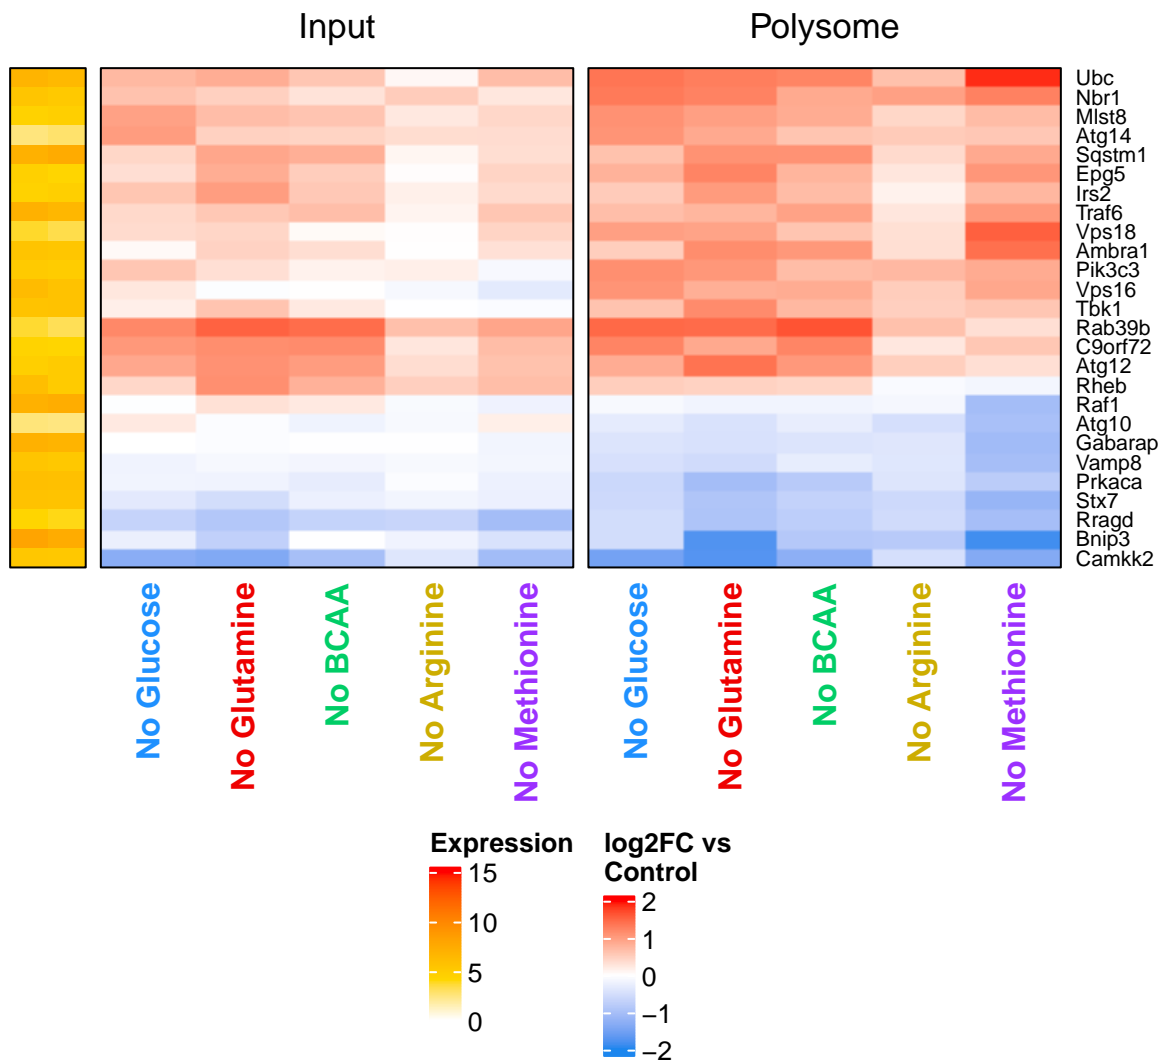 Input
Polysome
Ubc
Nbr1
Mlst8
Atg14
Sqstm1
Epg5
Irs2
Traf6
Vps18
Ambra1
Pik3c3
Vps16
Tbk1
Rab39b
C9orf72
Atg12
Rheb
Raf1
Atg10
Gabarap
Vamp8
Prkaca
Stx7
Rragd
Bnip3
Camkk2
No Glucose
No Glutamine
No BCAA
No Arginine
No Methionine
No Glucose
No Glutamine
No BCAA
No Arginine
No Methionine
Expression
15
10
5
0
log2FC vs
Control
2
1
0
−1
−2